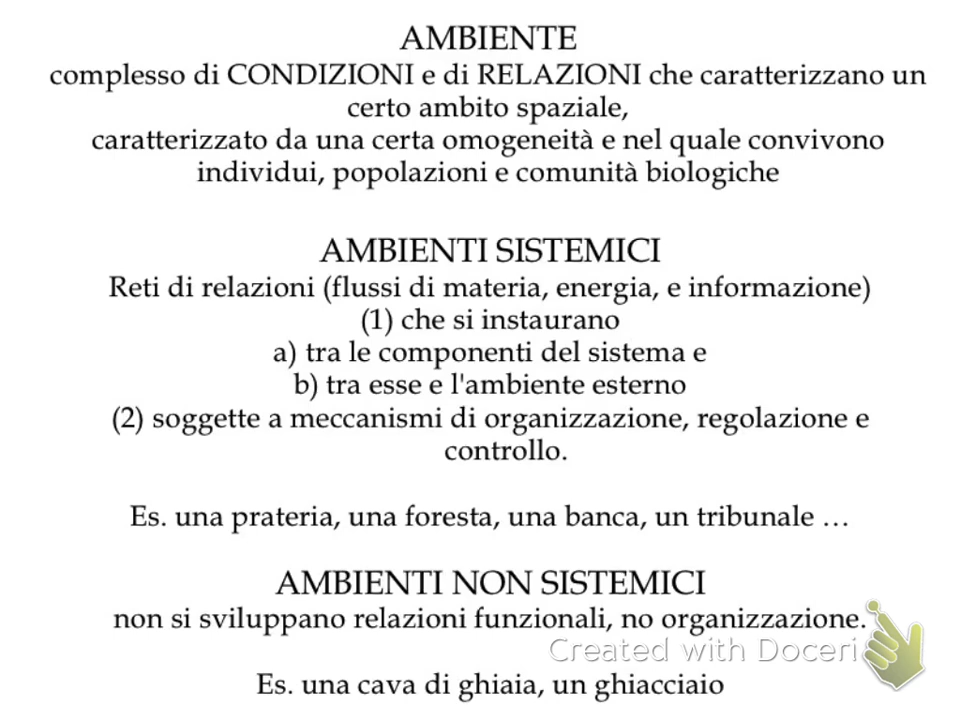 AMBIENTE
complesso di CONDIZIONI e di RELAZIONI che caratterizzano un
certo ambito spaziale,
caratterizzato da una certa omogeneità e nel quale convivono
individui, popolazioni e comunità biologiche
AMBIENTI SISTEMICI
Reti di relazioni (flussi di materia, energia, e informazione)
(1) che si instaurano
a) tra le componenti del sistema e
b) tra esse e l'ambiente esterno
(2) soggette a meccanismi di organizzazione, regolazione e
controllo.
Es. una prateria, una foresta, una banca, un tribunale …
AMBIENTI NON SISTEMICI
non si sviluppano relazioni funzionali, no organizzazione.
Created with Doceri
Es. una cava di ghiaia, un ghiacciaio